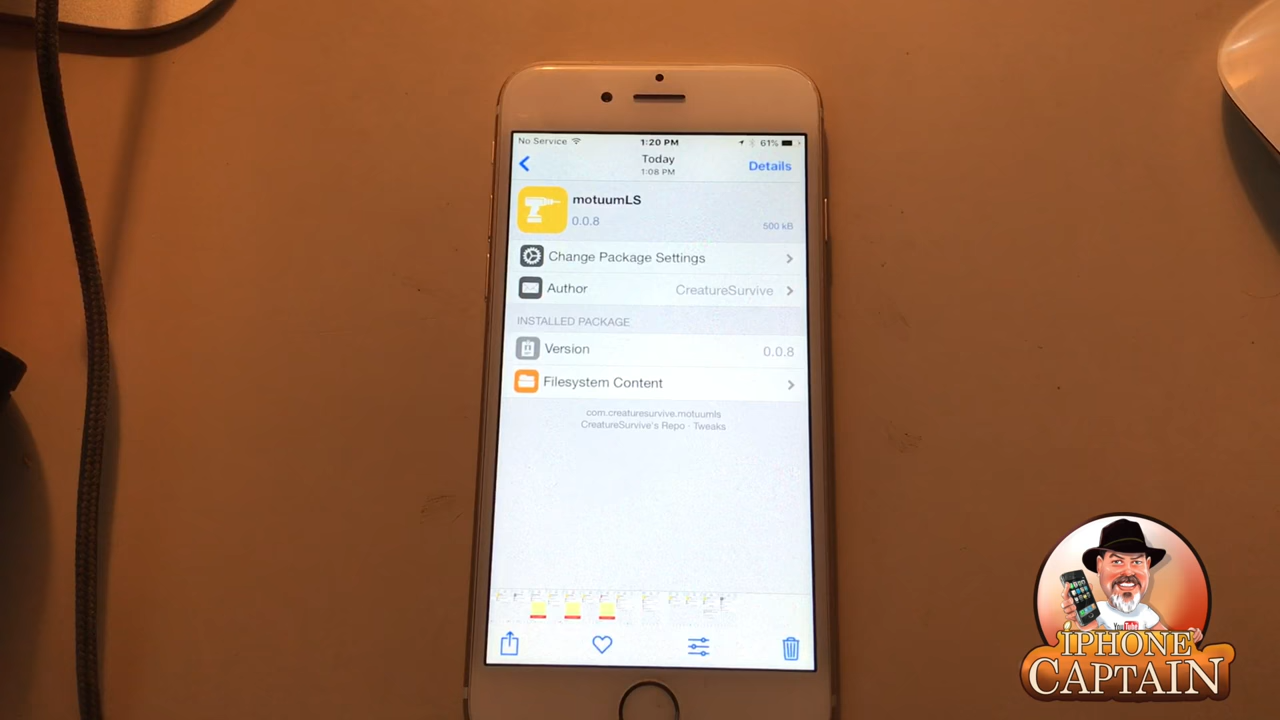 No Service 1:20 PM 61%
Today
1:08 PM
Details
motuumLS
0.0.8
500 kB
Change Package Settings
Author CreatureSurvive
INSTALLED PACKAGE
Version 0.0.8
Filesystem Content
com.creaturesurvive.motuumls
CreatureSurvive's Repo · Tweaks
YouTube
iPHONE
CAPTAIN